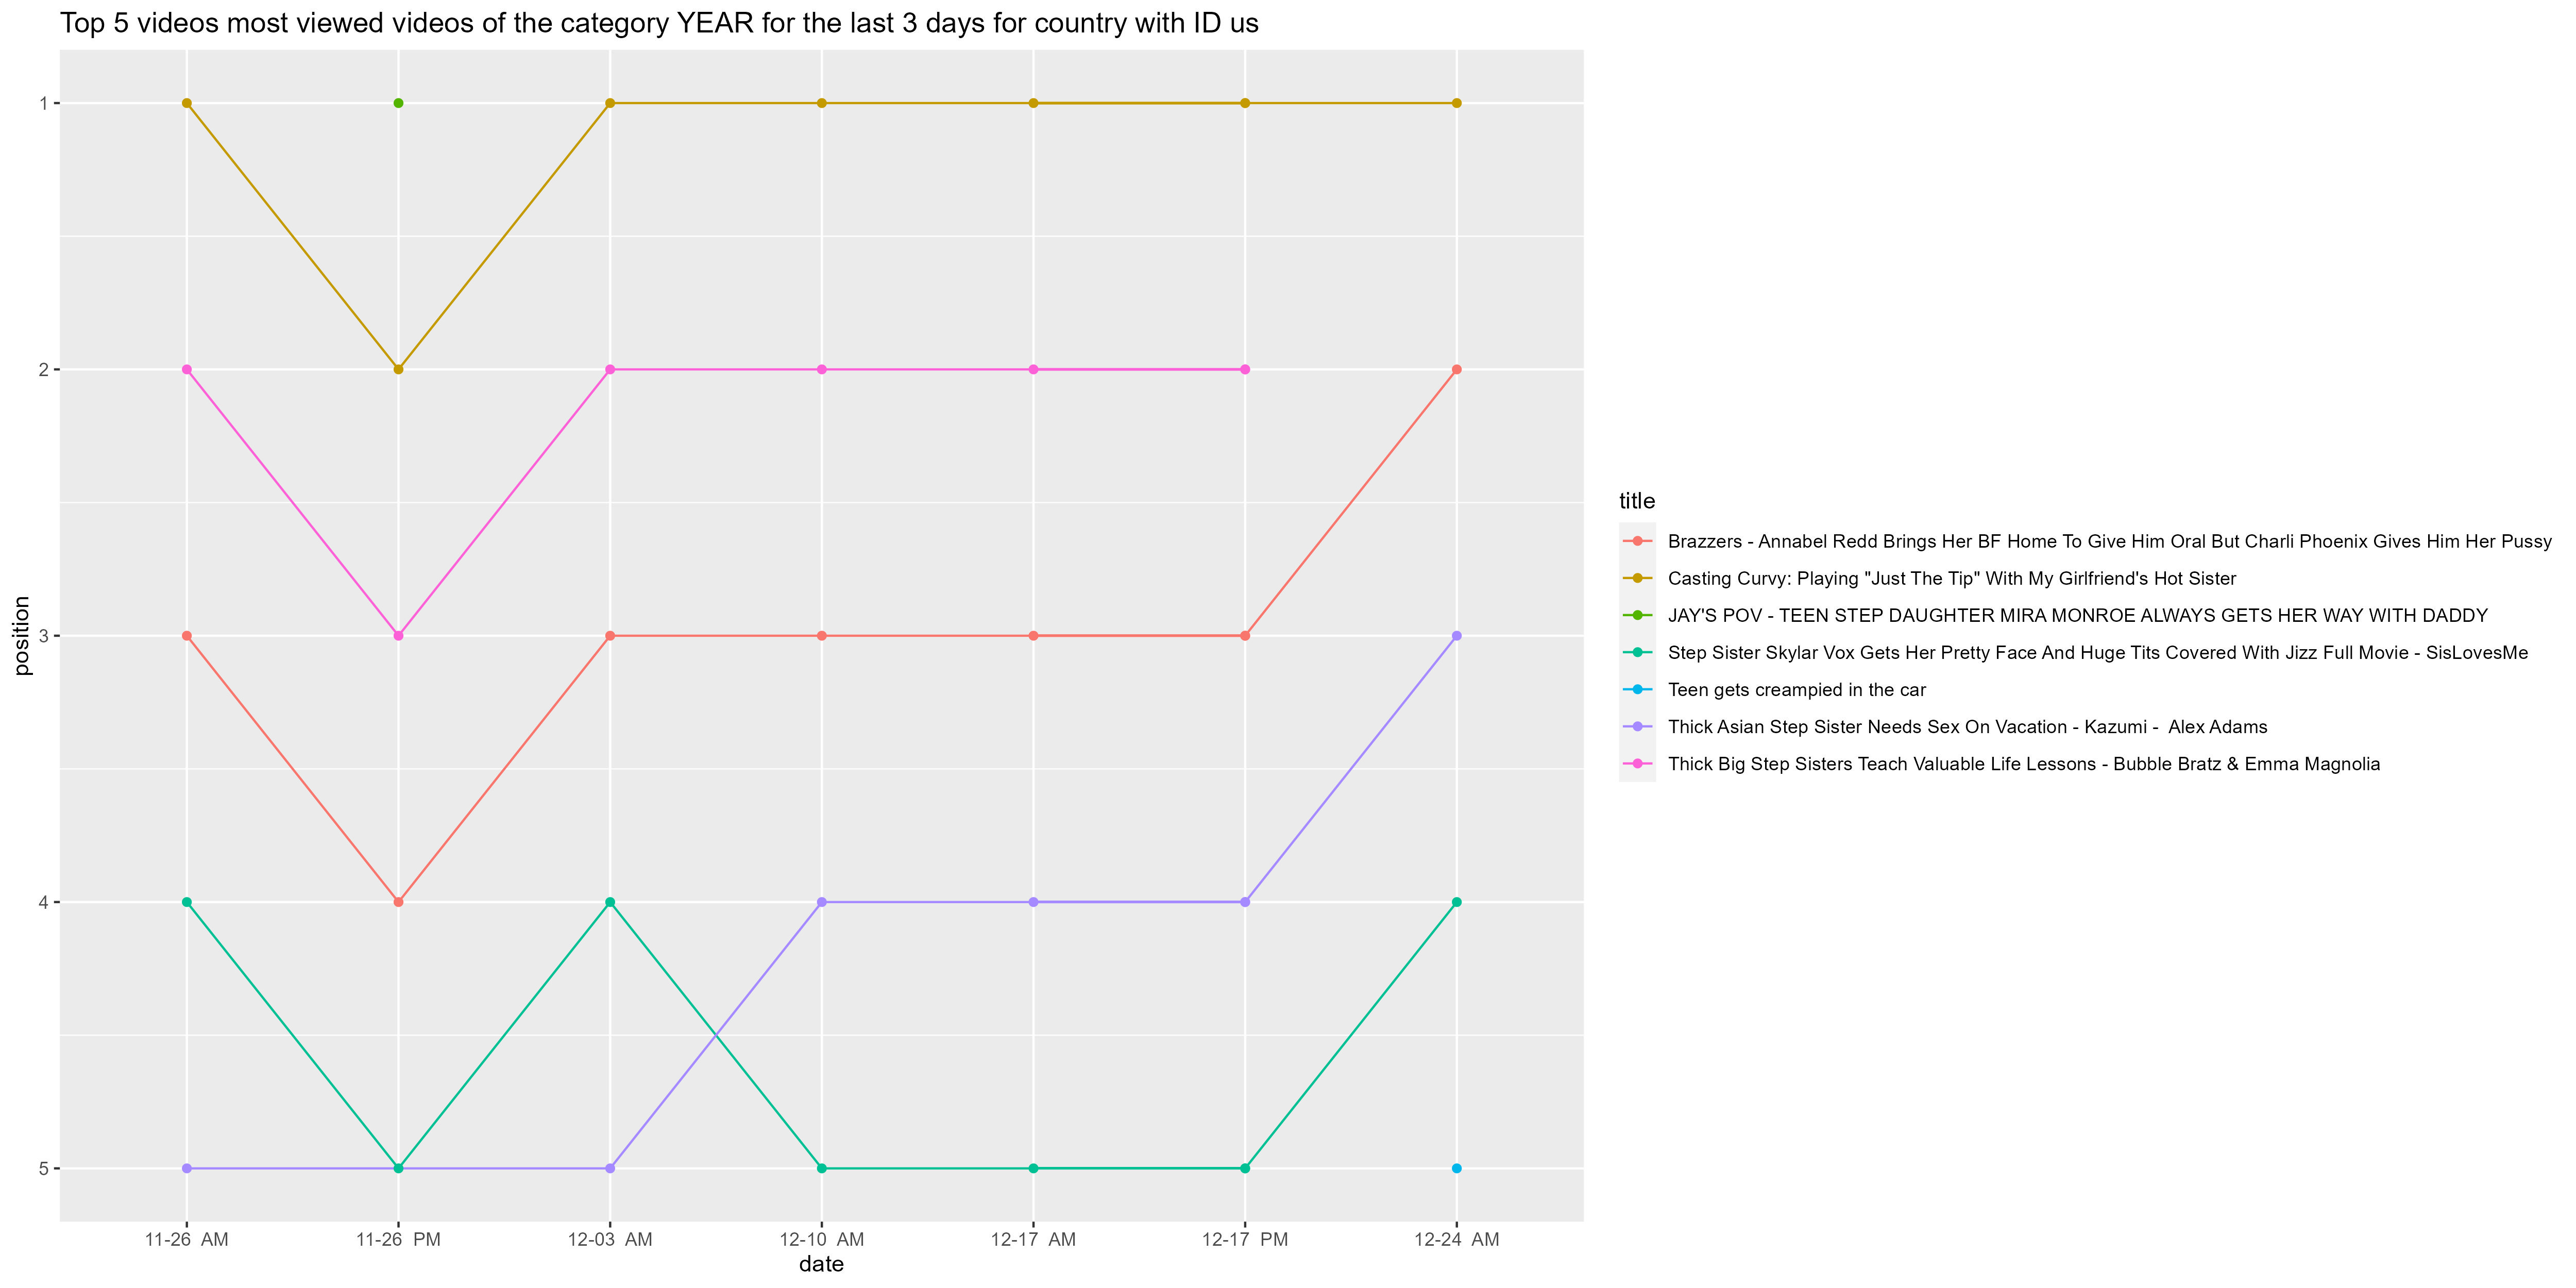 Top 5 videos most viewed videos of the category YEAR for the last 3 days for country with ID us
1
2
3
4
5
position
11-26 AM
11-26 PM
12-03 AM
12-10 AM
12-17 AM
12-17 PM
12-24 AM
date
title
Brazzers - Annabel Redd Brings Her BF Home To Give Him Oral But Charli Phoenix Gives Him Her Pussy
Casting Curvy: Playing "Just The Tip" With My Girlfriend's Hot Sister
JAY'S POV - TEEN STEP DAUGHTER MIRA MONROE ALWAYS GETS HER WAY WITH DADDY
Step Sister Skylar Vox Gets Her Pretty Face And Huge Tits Covered With Jizz Full Movie - SisLovesMe
Teen gets creampied in the car
Thick Asian Step Sister Needs Sex On Vacation - Kazumi -  Alex Adams
Thick Big Step Sisters Teach Valuable Life Lessons - Bubble Bratz & Emma Magnolia